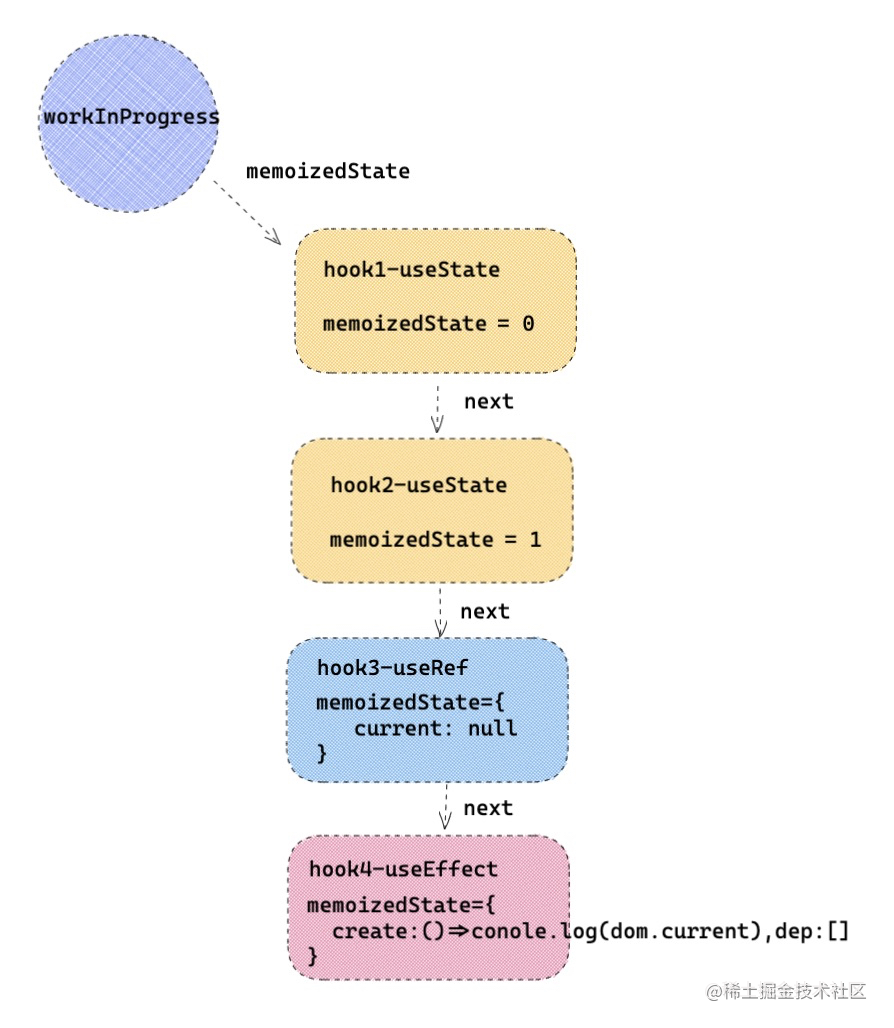 workInProgress
memoizedState
hook1-useState
memoizedState = 0
next
hook2-useState
memoizedState = 1
next
hook3-useRef
memoizedState={
current: null
}
next
hook4-useEffect
memoizedState={
create:()=>conole.log(dom.current),dep:[]
}
@稀土掘金技术社区